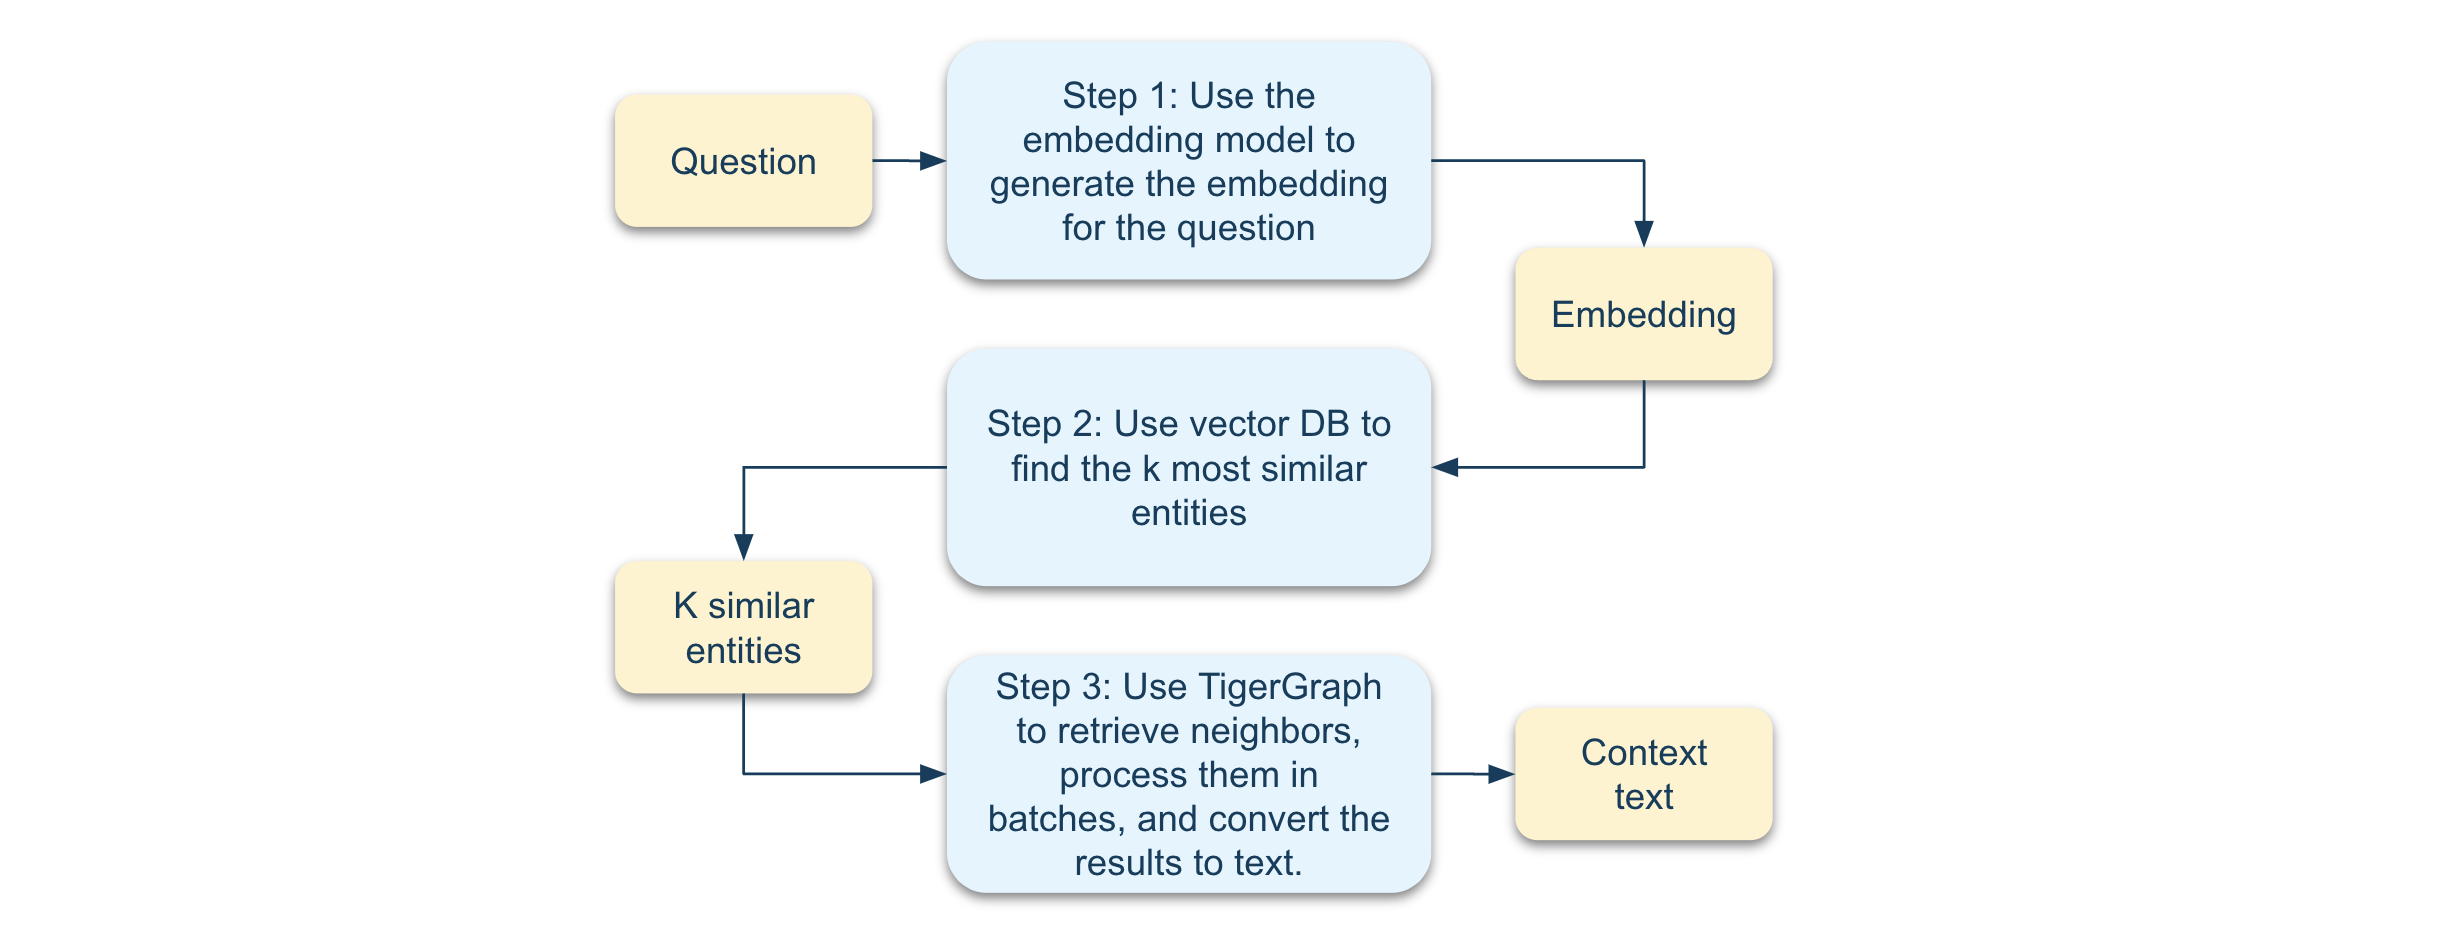 Question
Step 1: Use the
embedding model to
generate the embedding
for the question
Embedding
Step 2: Use vector DB to
find the k most similar
entities
K similar
entities
Step 3: Use TigerGraph
to retrieve neighbors,
process them in
batches, and convert the
results to text.
Context
text